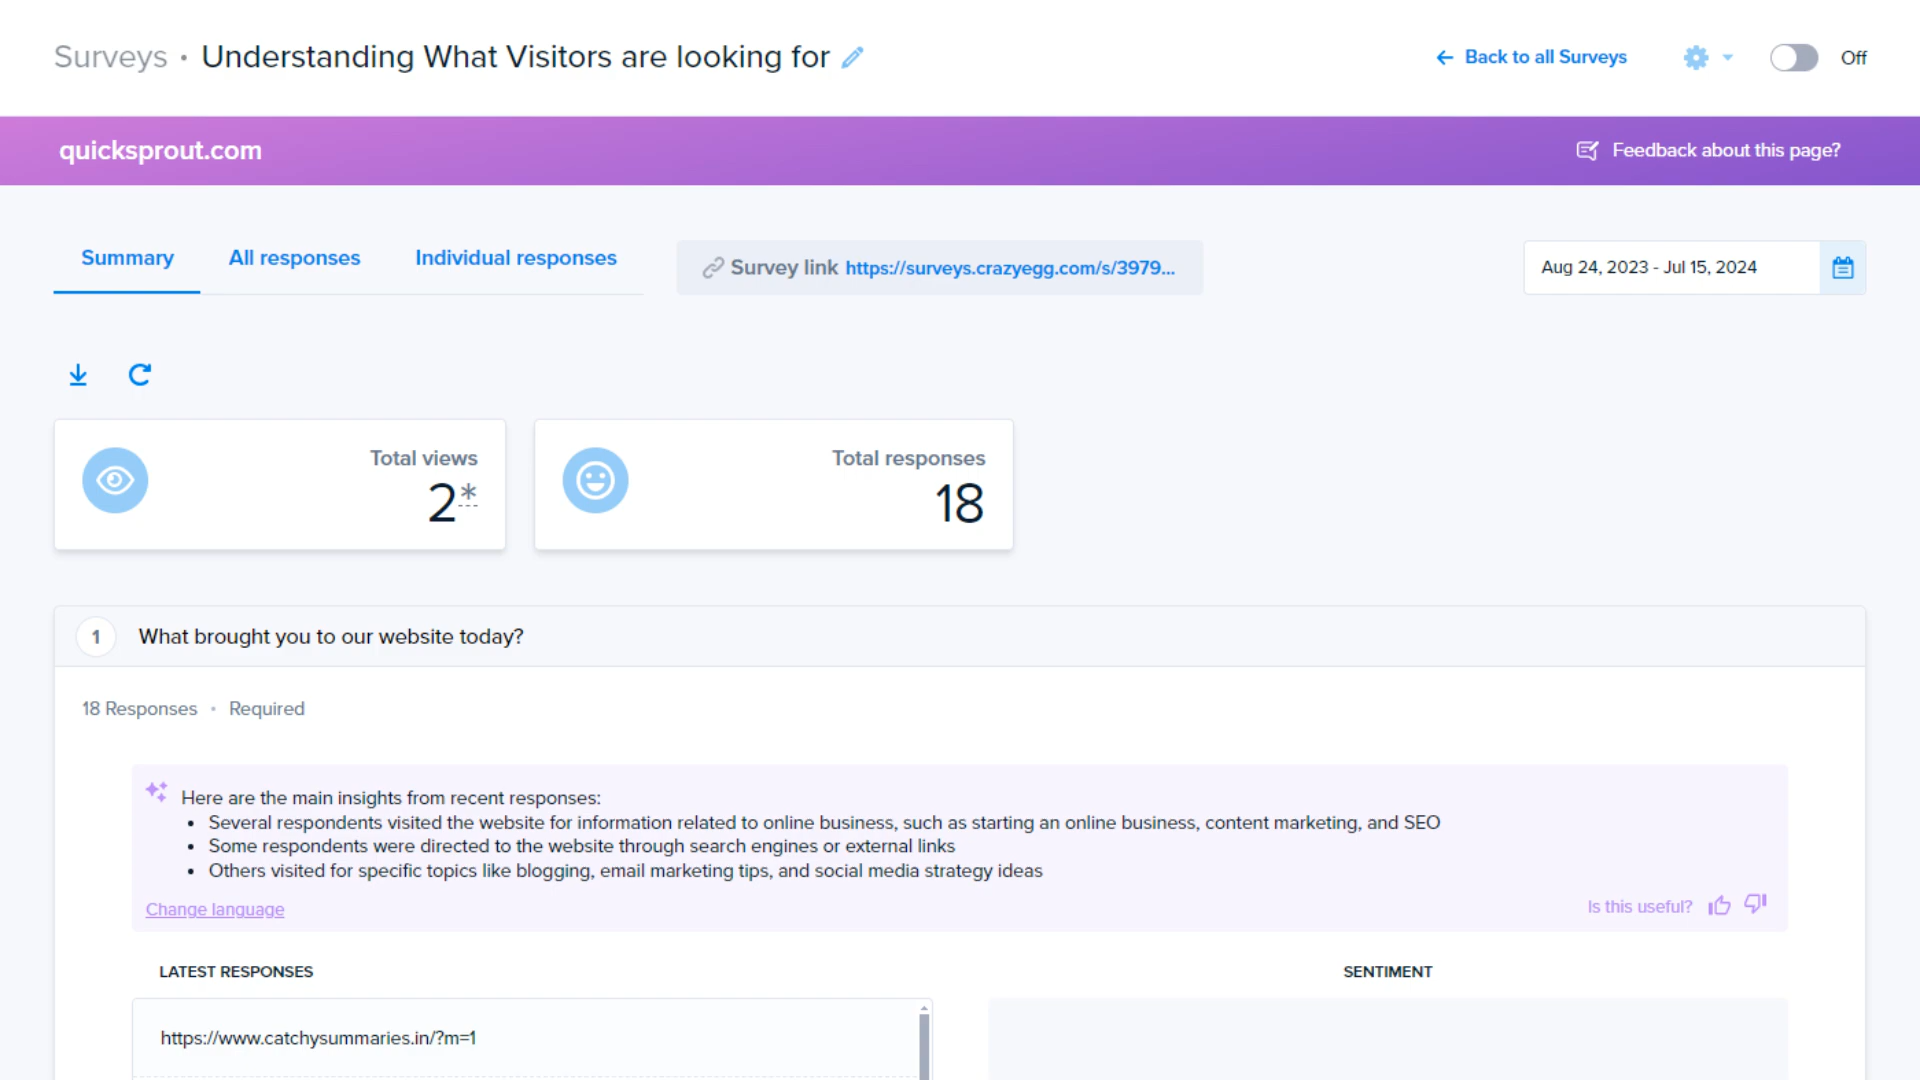 Surveys • Understanding What Visitors are looking for
Back to all Surveys
Off
quicksprout.com
Feedback about this page?
Summary
All responses
Individual responses
Survey link https://surveys.crazyegg.com/s/3979...
Aug 24, 2023 - Jul 15, 2024
Total views
2*
Total responses
18
1 What brought you to our website today?
18 Responses • Required
Here are the main insights from recent responses:
• Several respondents visited the website for information related to online business, such as starting an online business, content marketing, and SEO
• Some respondents were directed to the website through search engines or external links
• Others visited for specific topics like blogging, email marketing tips, and social media strategy ideas
Change language
Is this useful?
LATEST RESPONSES
SENTIMENT
https://www.catchysummaries.in/?m=1